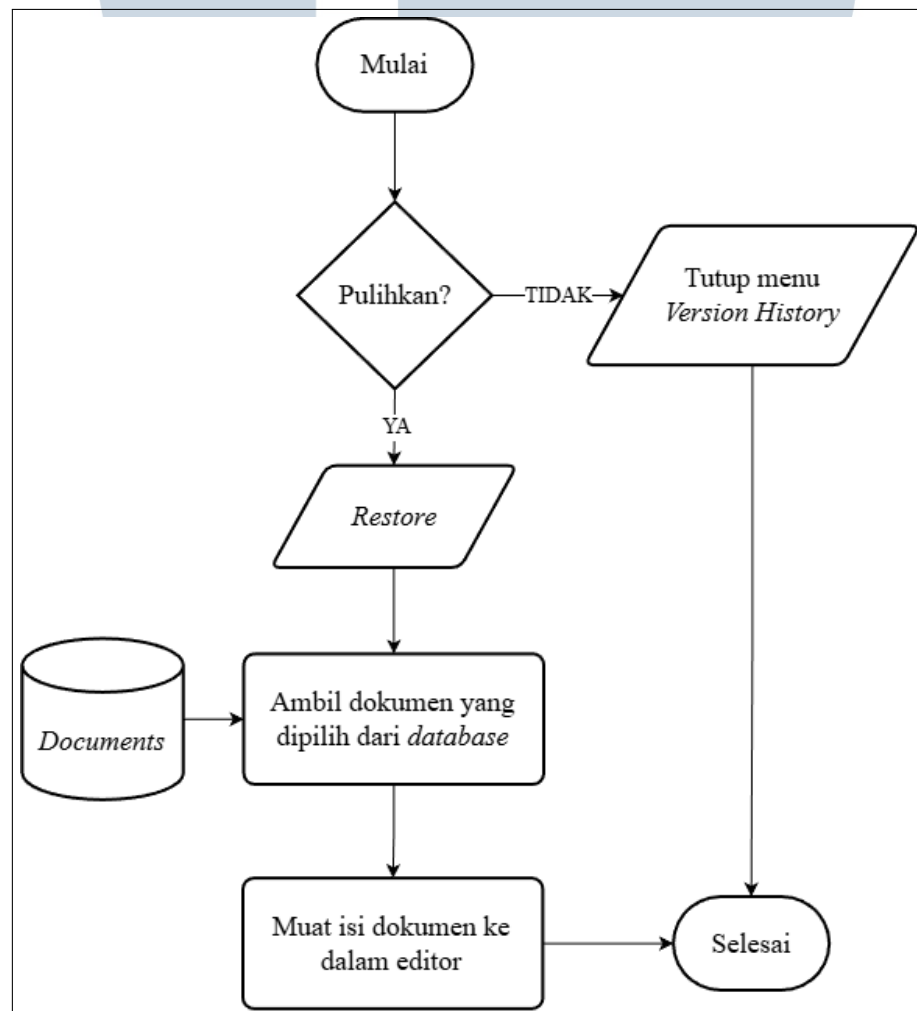 Mulai
Pulihkan?
TIDAK
Tutup menu
Version History
YA
Restore
Documents
Ambil dokumen yang
dipilih dari database
Muat isi dokumen ke
dalam editor
Selesai